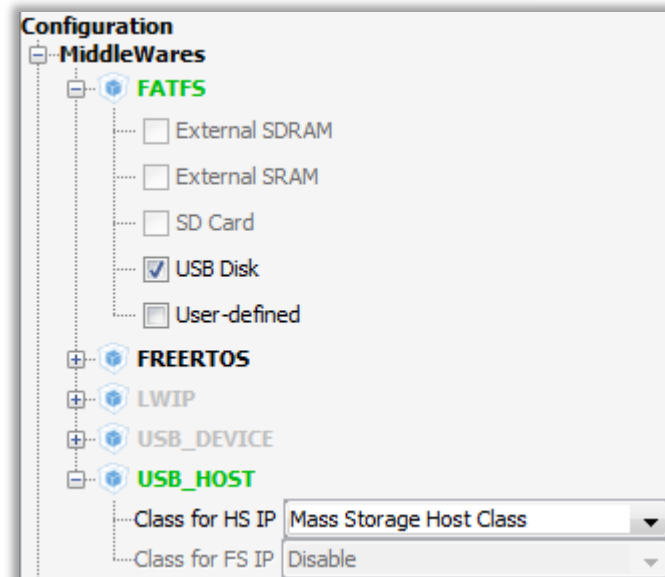 Configuration
MiddleWares
FATFS
External SDRAM
External SRAM
SD Card
USB Disk
User-defined
FREERTOS
LWIP
USB_DEVICE
USB_HOST
Class for HS IP Mass Storage Host Class
Class for FS IP Disable